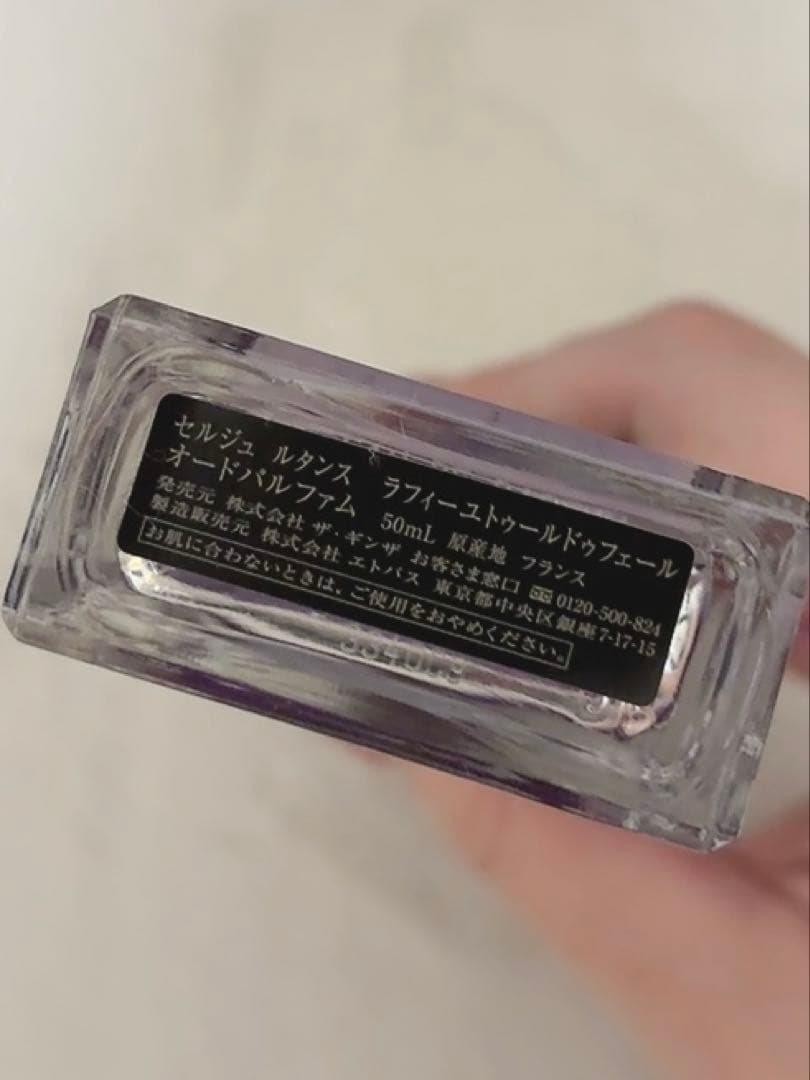 セルジュ ルタンス ラフィーユトゥールドゥフェール
オードパルファム 50mL 原産地 フランス
発売元 株式会社 ザ・ギンザ お客さま窓口 0120-500-824
製造販売元 株式会社 エトバス 東京都中央区銀座7-17-15
お肌に合わないときは、ご使用をおやめください。